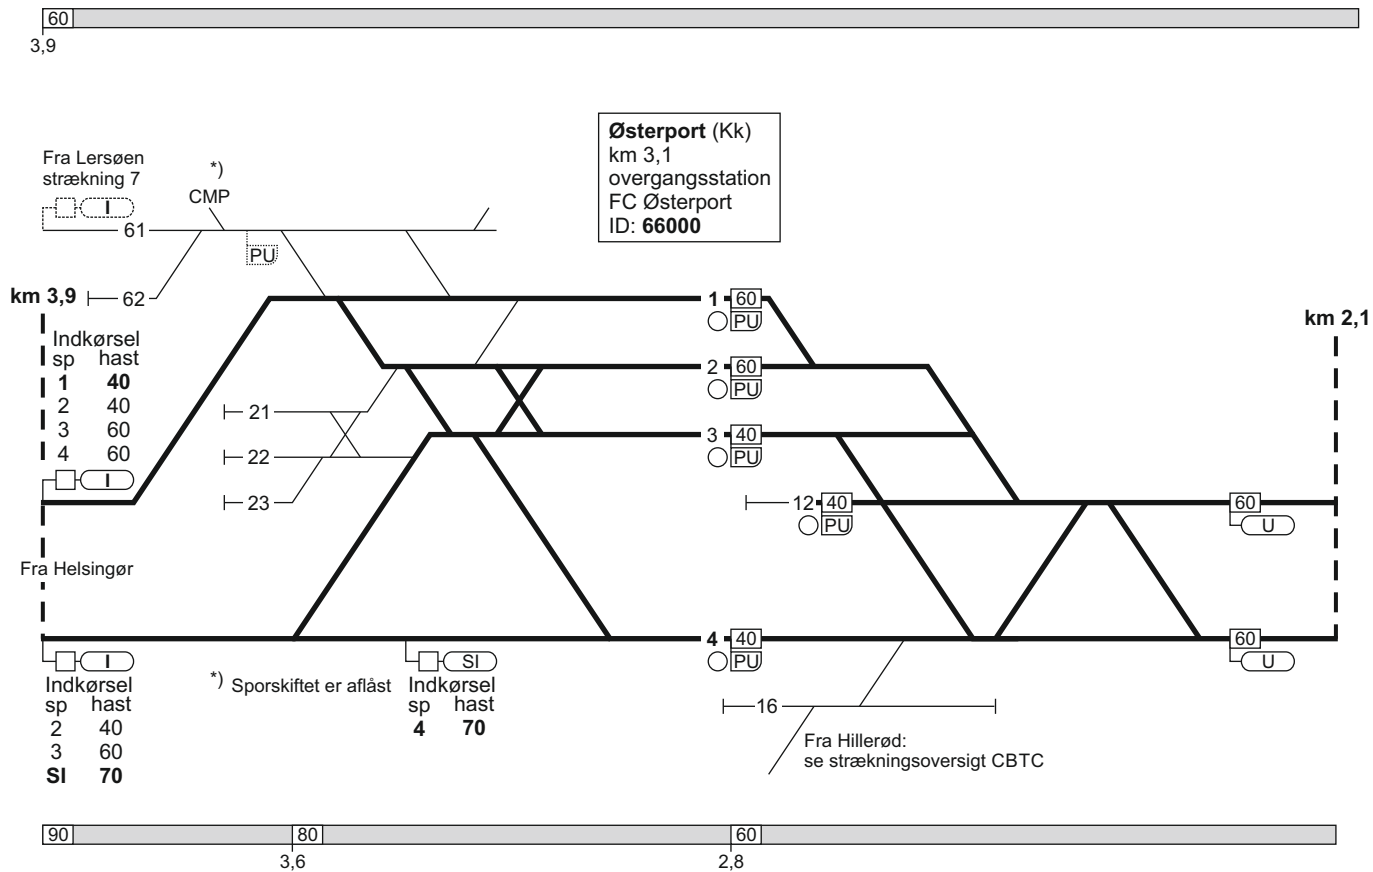 60
3,9
Østerport (Kk)
km 3,1
overgangsstation
FC Østerport
ID: 66000
Fra Lersøen
strækning 7
*)
CMP
I
61
PU
62
km 3,9
Indkørsel
sp hast
1 40
2 40
3 60
4 60
I
1 60
PU
km 2,1
2 60
PU
21
3 40
PU
22
23
12 40
PU
60
U
Fra Helsingør
4 40
PU
60
U
I
Indkørsel
sp hast
2 40
3 60
SI 70
*) Sporskiftet er aflåst
SI
Indkørsel
sp hast
4 70
16
Fra Hillerød:
se strækningsoversigt CBTC
90 80 60
3,6 2,8